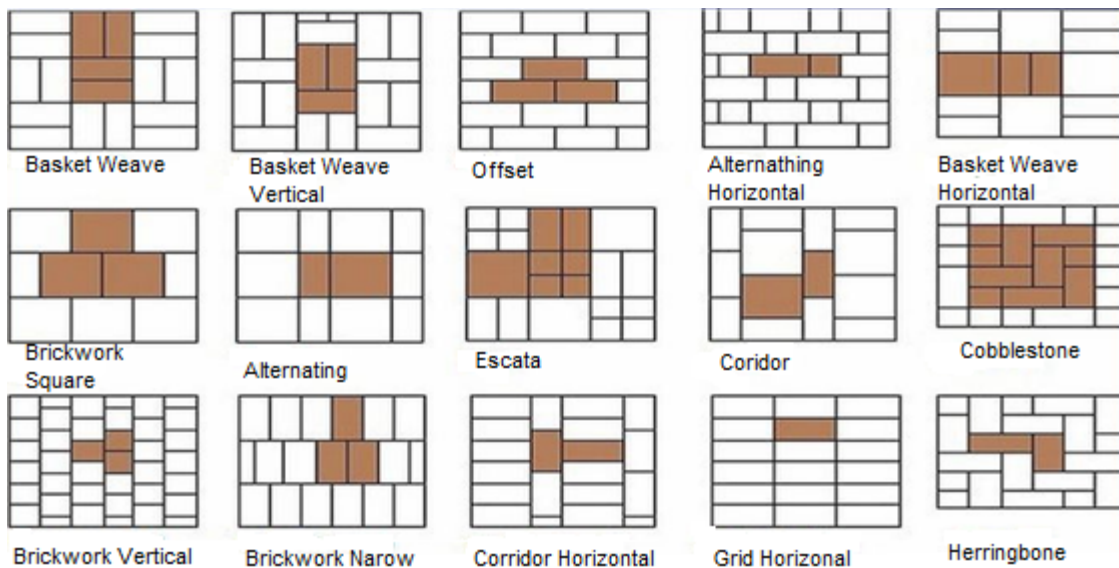 Basket Weave
Basket Weave
Vertical
Offset
Alternathing
Horizontal
Basket Weave
Horizontal
Brickwork
Square
Alternating
Escata
Coridor
Cobblestone
Brickwork Vertical
Brickwork Narow
Corridor Horizontal
Grid Horizonal
Herringbone